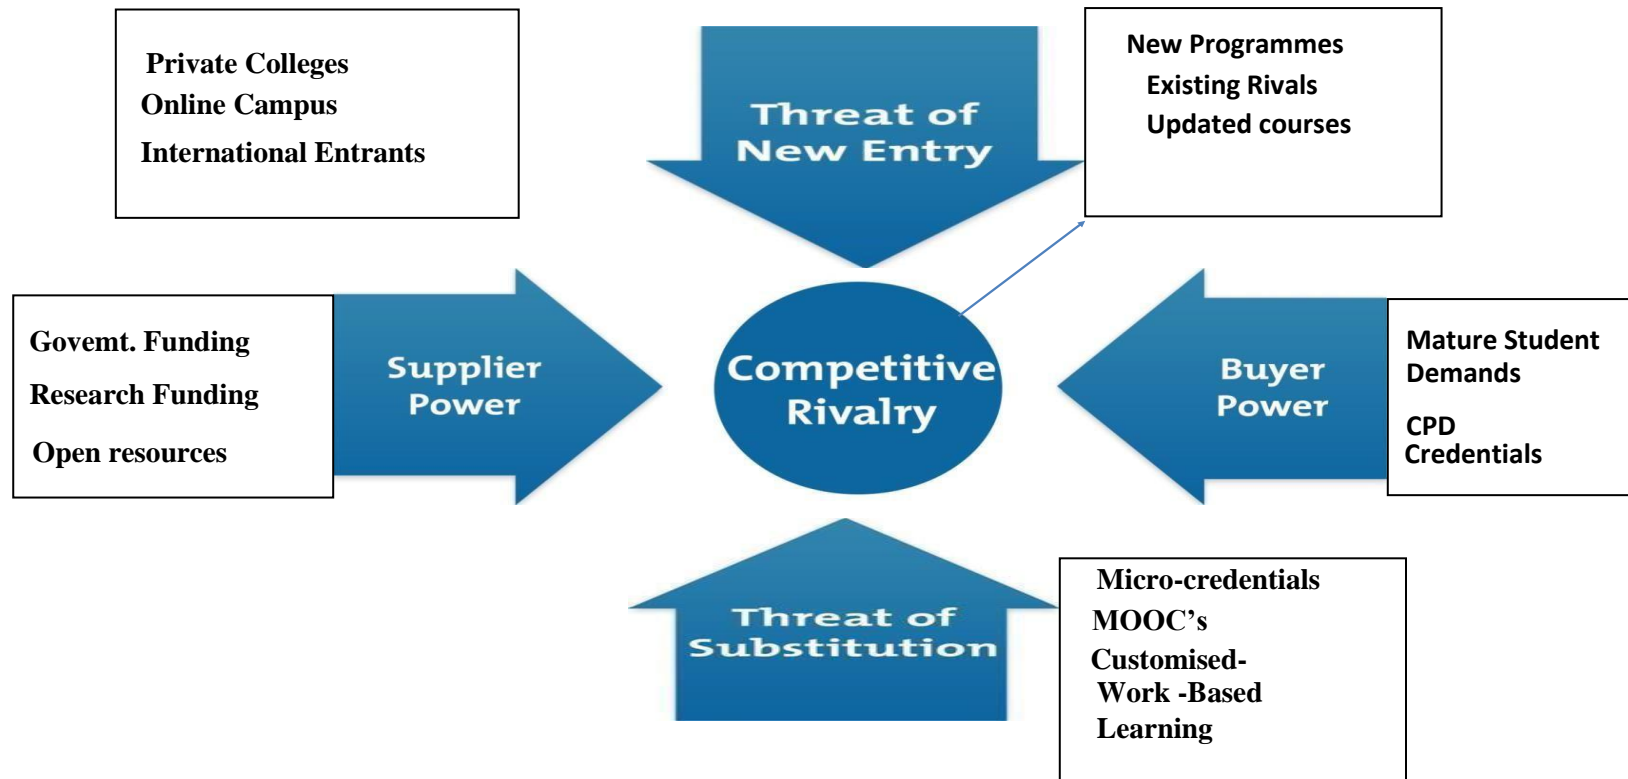 Private Colleges
Online Campus
International Entrants
Threat of
New Entry
New Programmes
Existing Rivals
Updated courses
Govemt. Funding
Research Funding
Open resources
Supplier
Power
Competitive
Rivalry
Buyer
Power
Mature Student
Demands
CPD
Credentials
Threat of
Substitution
Micro-credentials
MOOC’s
Customised-
Work -Based
Learning